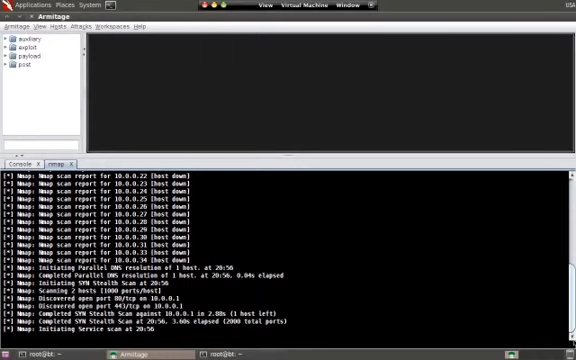 Applications Places System
View Virtual Machine Window
USA
Armitage
Armitage View Hosts Attacks Workspaces Help
auxiliary
exploit
payload
post
Console X nmap X
[*] Nmap: Nmap scan report for 10.0.0.22 [host down]
[*] Nmap: Nmap scan report for 10.0.0.23 [host down]
[*] Nmap: Nmap scan report for 10.0.0.24 [host down]
[*] Nmap: Nmap scan report for 10.0.0.25 [host down]
[*] Nmap: Nmap scan report for 10.0.0.26 [host down]
[*] Nmap: Nmap scan report for 10.0.0.27 [host down]
[*] Nmap: Nmap scan report for 10.0.0.28 [host down]
[*] Nmap: Nmap scan report for 10.0.0.29 [host down]
[*] Nmap: Nmap scan report for 10.0.0.30 [host down]
[*] Nmap: Nmap scan report for 10.0.0.31 [host down]
[*] Nmap: Nmap scan report for 10.0.0.33 [host down]
[*] Nmap: Nmap scan report for 10.0.0.34 [host down]
[*] Nmap: Initiating Parallel DNS resolution of 1 host. at 20:56
[*] Nmap: Completed Parallel DNS resolution of 1 host. at 20:56, 0.04s elapsed
[*] Nmap: Initiating SYN Stealth Scan at 20:56
[*] Nmap: Scanning 2 hosts [1000 ports/host]
[*] Nmap: Discovered open port 80/tcp on 10.0.0.1
[*] Nmap: Discovered open port 443/tcp on 10.0.0.1
[*] Nmap: Completed SYN Stealth Scan against 10.0.0.1 in 2.88s (1 host left)
[*] Nmap: Completed SYN Stealth Scan at 20:56, 3.60s elapsed (2000 total ports)
[*] Nmap: Initiating Service scan at 20:56
root@bt: ~ Armitage root@bt: ~